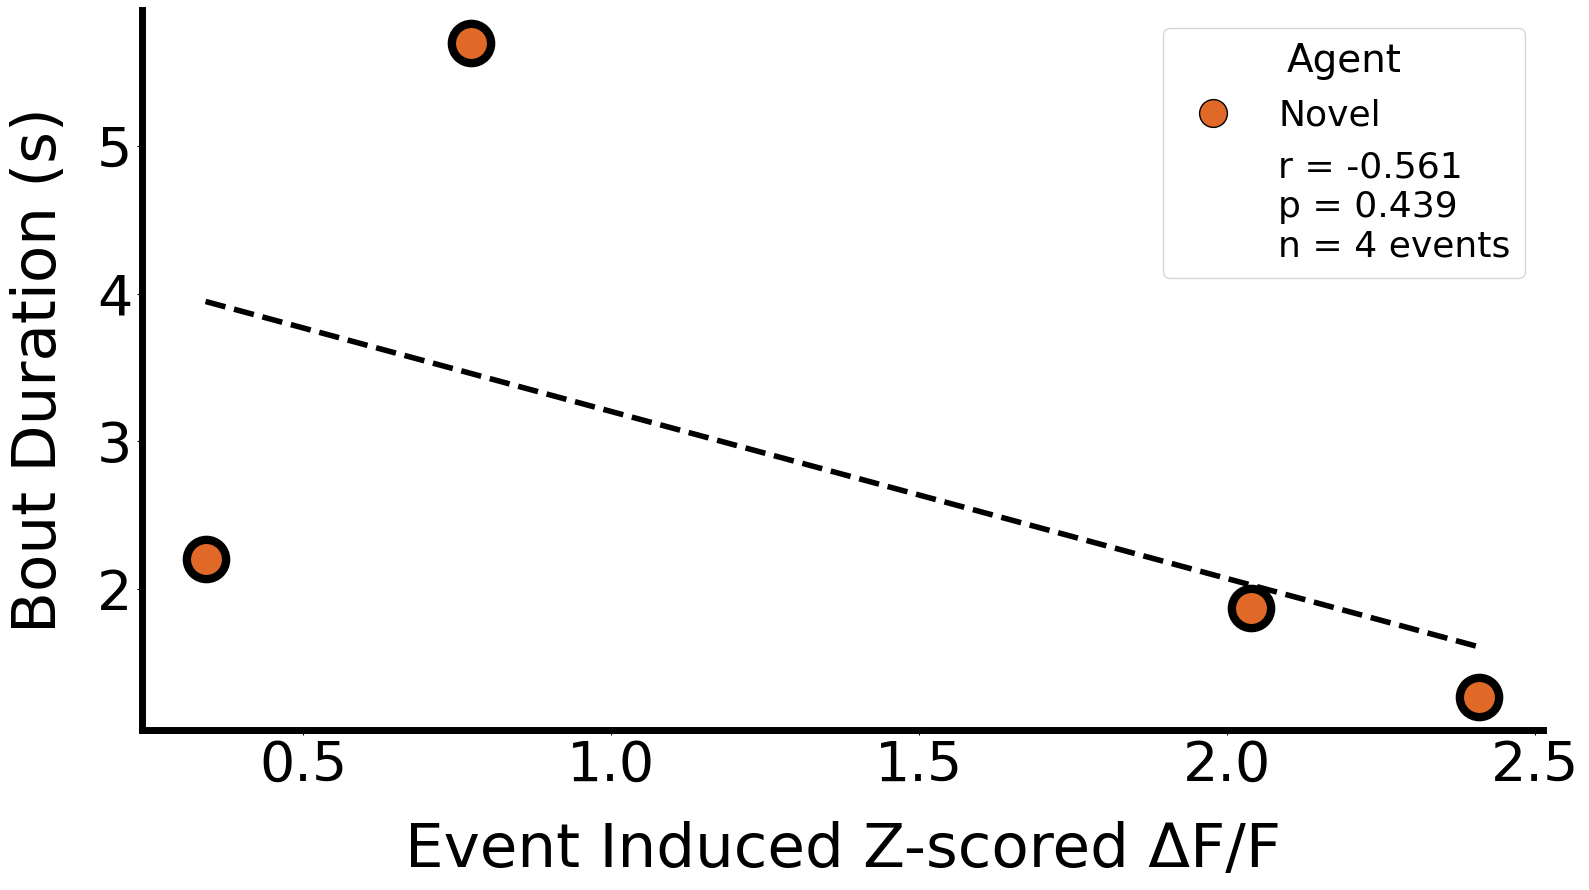 Bout Duration (s)
5
4
3
2
Agent
Novel
r = -0.561
p = 0.439
n = 4 events
0.5 1.0 1.5 2.0 2.5
Event Induced Z-scored ΔF/F